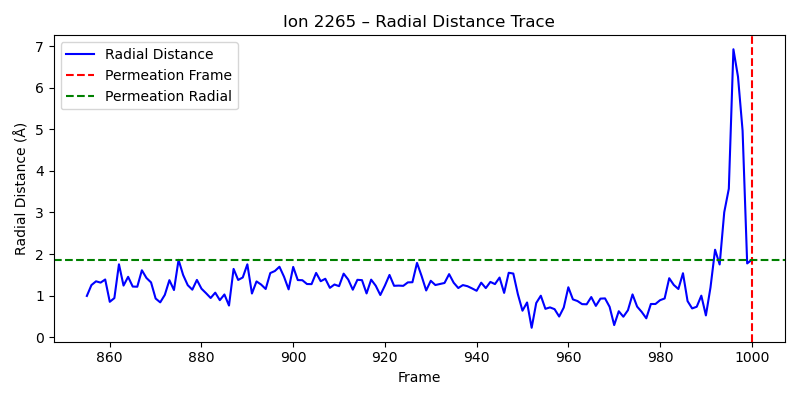 Ion 2265 – Radial Distance Trace
Radial Distance
Permeation Frame
Permeation Radial
Radial Distance (Å)
7
6
5
4
3
2
1
0
860
880
900
920
940
960
980
1000
Frame